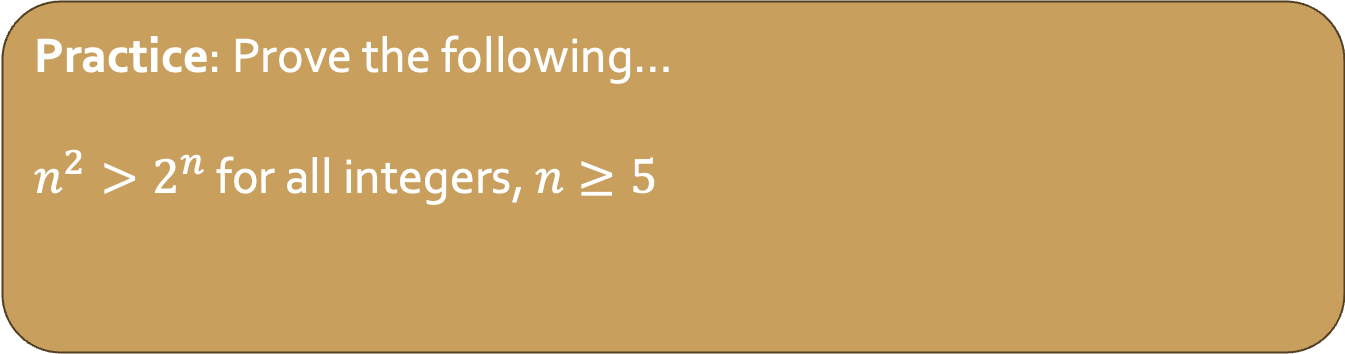 Practice: Prove the following...
n² > 2ⁿ for all integers, n ≥ 5